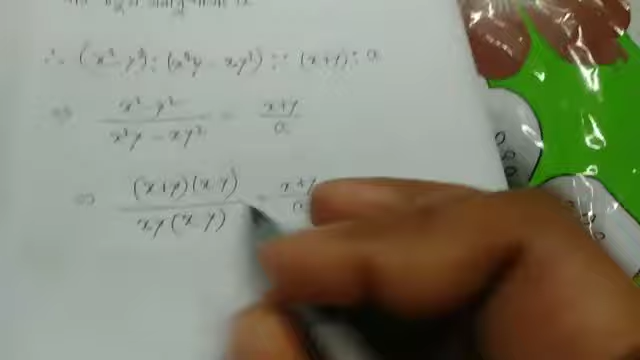 ∴ (x² - y²) : (x²y - xy²) :: (x+y) : a
⇒ x² - y² / x²y - xy² = x+y / a
⇒ (x+y)(x-y) / xy(x-y) = x+y / a